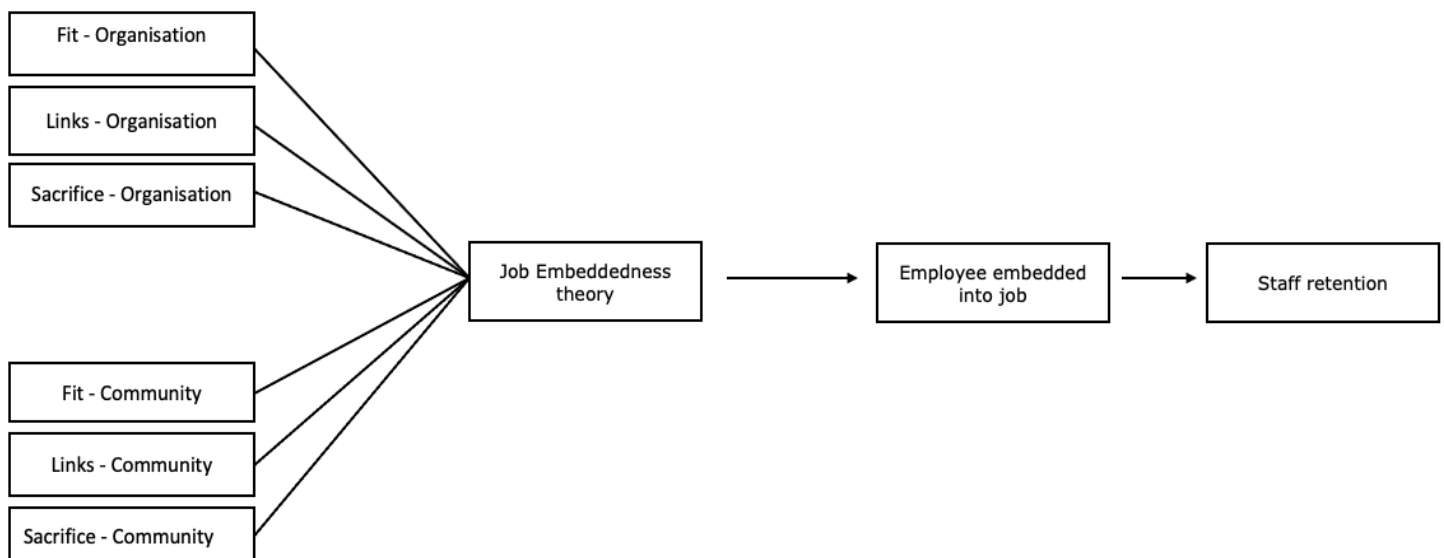 Fit - Organisation
Links - Organisation
Sacrifice - Organisation
Job Embeddedness
theory
Employee embedded
into job
Staff retention
Fit - Community
Links - Community
Sacrifice - Community